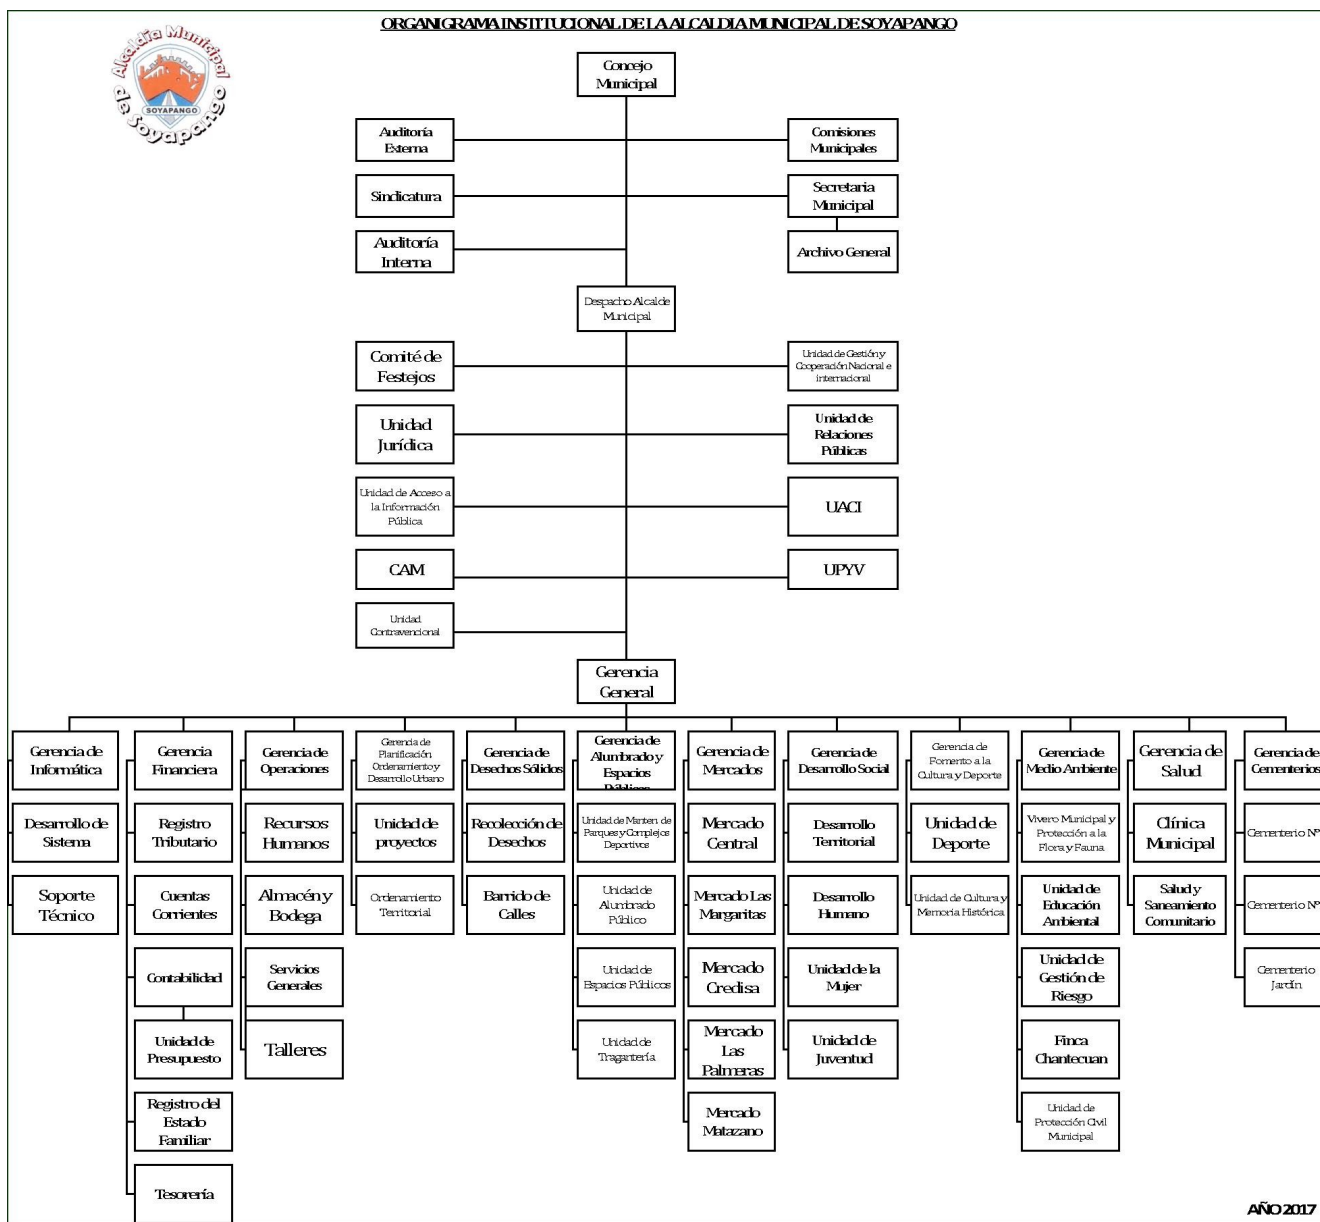 ORGANIGRAMA INSTITUCIONAL DE LA ALCALDIA MUNICIPAL DE SOYAPANGO
Alcaldía Municipal
de Soyapango
SOYAPANGO
Concejo
Municipal
Auditoría
Externa
Comisiones
Municipales
Sindicatura
Secretaria
Municipal
Auditoría
Interna
Archivo General
Despacho Alcalde
Municipal
Comité de
Festejos
Unidad de Gestión y
Cooperación Nacional e
internacional
Unidad
Jurídica
Unidad de
Relaciones
Públicas
Unidad de Acceso a
la Información
Pública
UACI
CAM
UPYV
Unidad
Contravencional
Gerencia
General
Gerencia de
Informática
Gerencia
Financiera
Gerencia de
Operaciones
Gerencia de
Planificación
Ordenamiento y
Desarrollo Urbano
Gerencia de
Desechos Sólidos
Gerencia de
Alumbrado y
Espacios
Públicos
Gerencia de
Mercados
Gerencia de
Desarrollo Social
Gerencia de
Fomento a la
Cultura y Deporte
Gerencia de
Medio Ambiente
Gerencia de
Salud
Gerencia de
Cementerios
Desarrollo de
Sistema
Registro
Tributario
Recursos
Humanos
Unidad de
proyectos
Recolección de
Desechos
Unidad de Manten de
Parques y Complejos
Deportivos
Mercado
Central
Desarrollo
Territorial
Unidad de
Deporte
Vivero Municipal y
Protección a la
Flora y Fauna
Clínica
Municipal
Cementerio Nº
Soporte
Técnico
Cuentas
Corrientes
Almacén y
Bodega
Ordenamiento
Territorial
Barrido de
Calles
Unidad de
Alumbrado
Público
Mercado Las
Margaritas
Desarrollo
Humano
Unidad de Cultura y
Memoria Histórica
Unidad de
Educación
Ambiental
Salud y
Saneamiento
Comunitario
Cementerio Nº
Contabilidad
Servicios
Generales
Unidad de
Espacios Públicos
Mercado
Credisa
Unidad de la
Mujer
Unidad de
Gestión de
Riesgo
Cementerio
Jardín
Unidad de
Presupuesto
Talleres
Unidad de
Tragantería
Mercado
Las
Palmeras
Unidad de
Juventud
Finca
Chantecuan
Registro del
Estado
Familiar
Mercado
Matazano
Unidad de
Protección Civil
Municipal
Tesorería
AÑO 2017